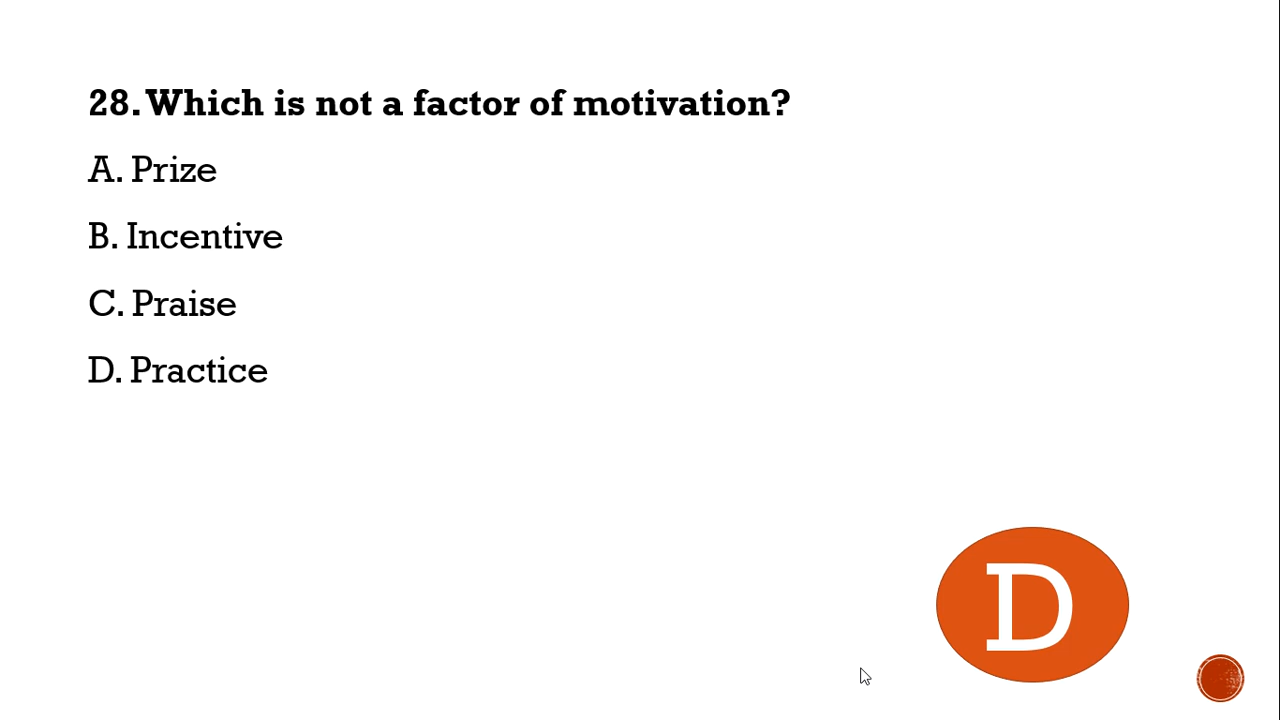 28. Which is not a factor of motivation?
A. Prize
B. Incentive
C. Praise
D. Practice
D